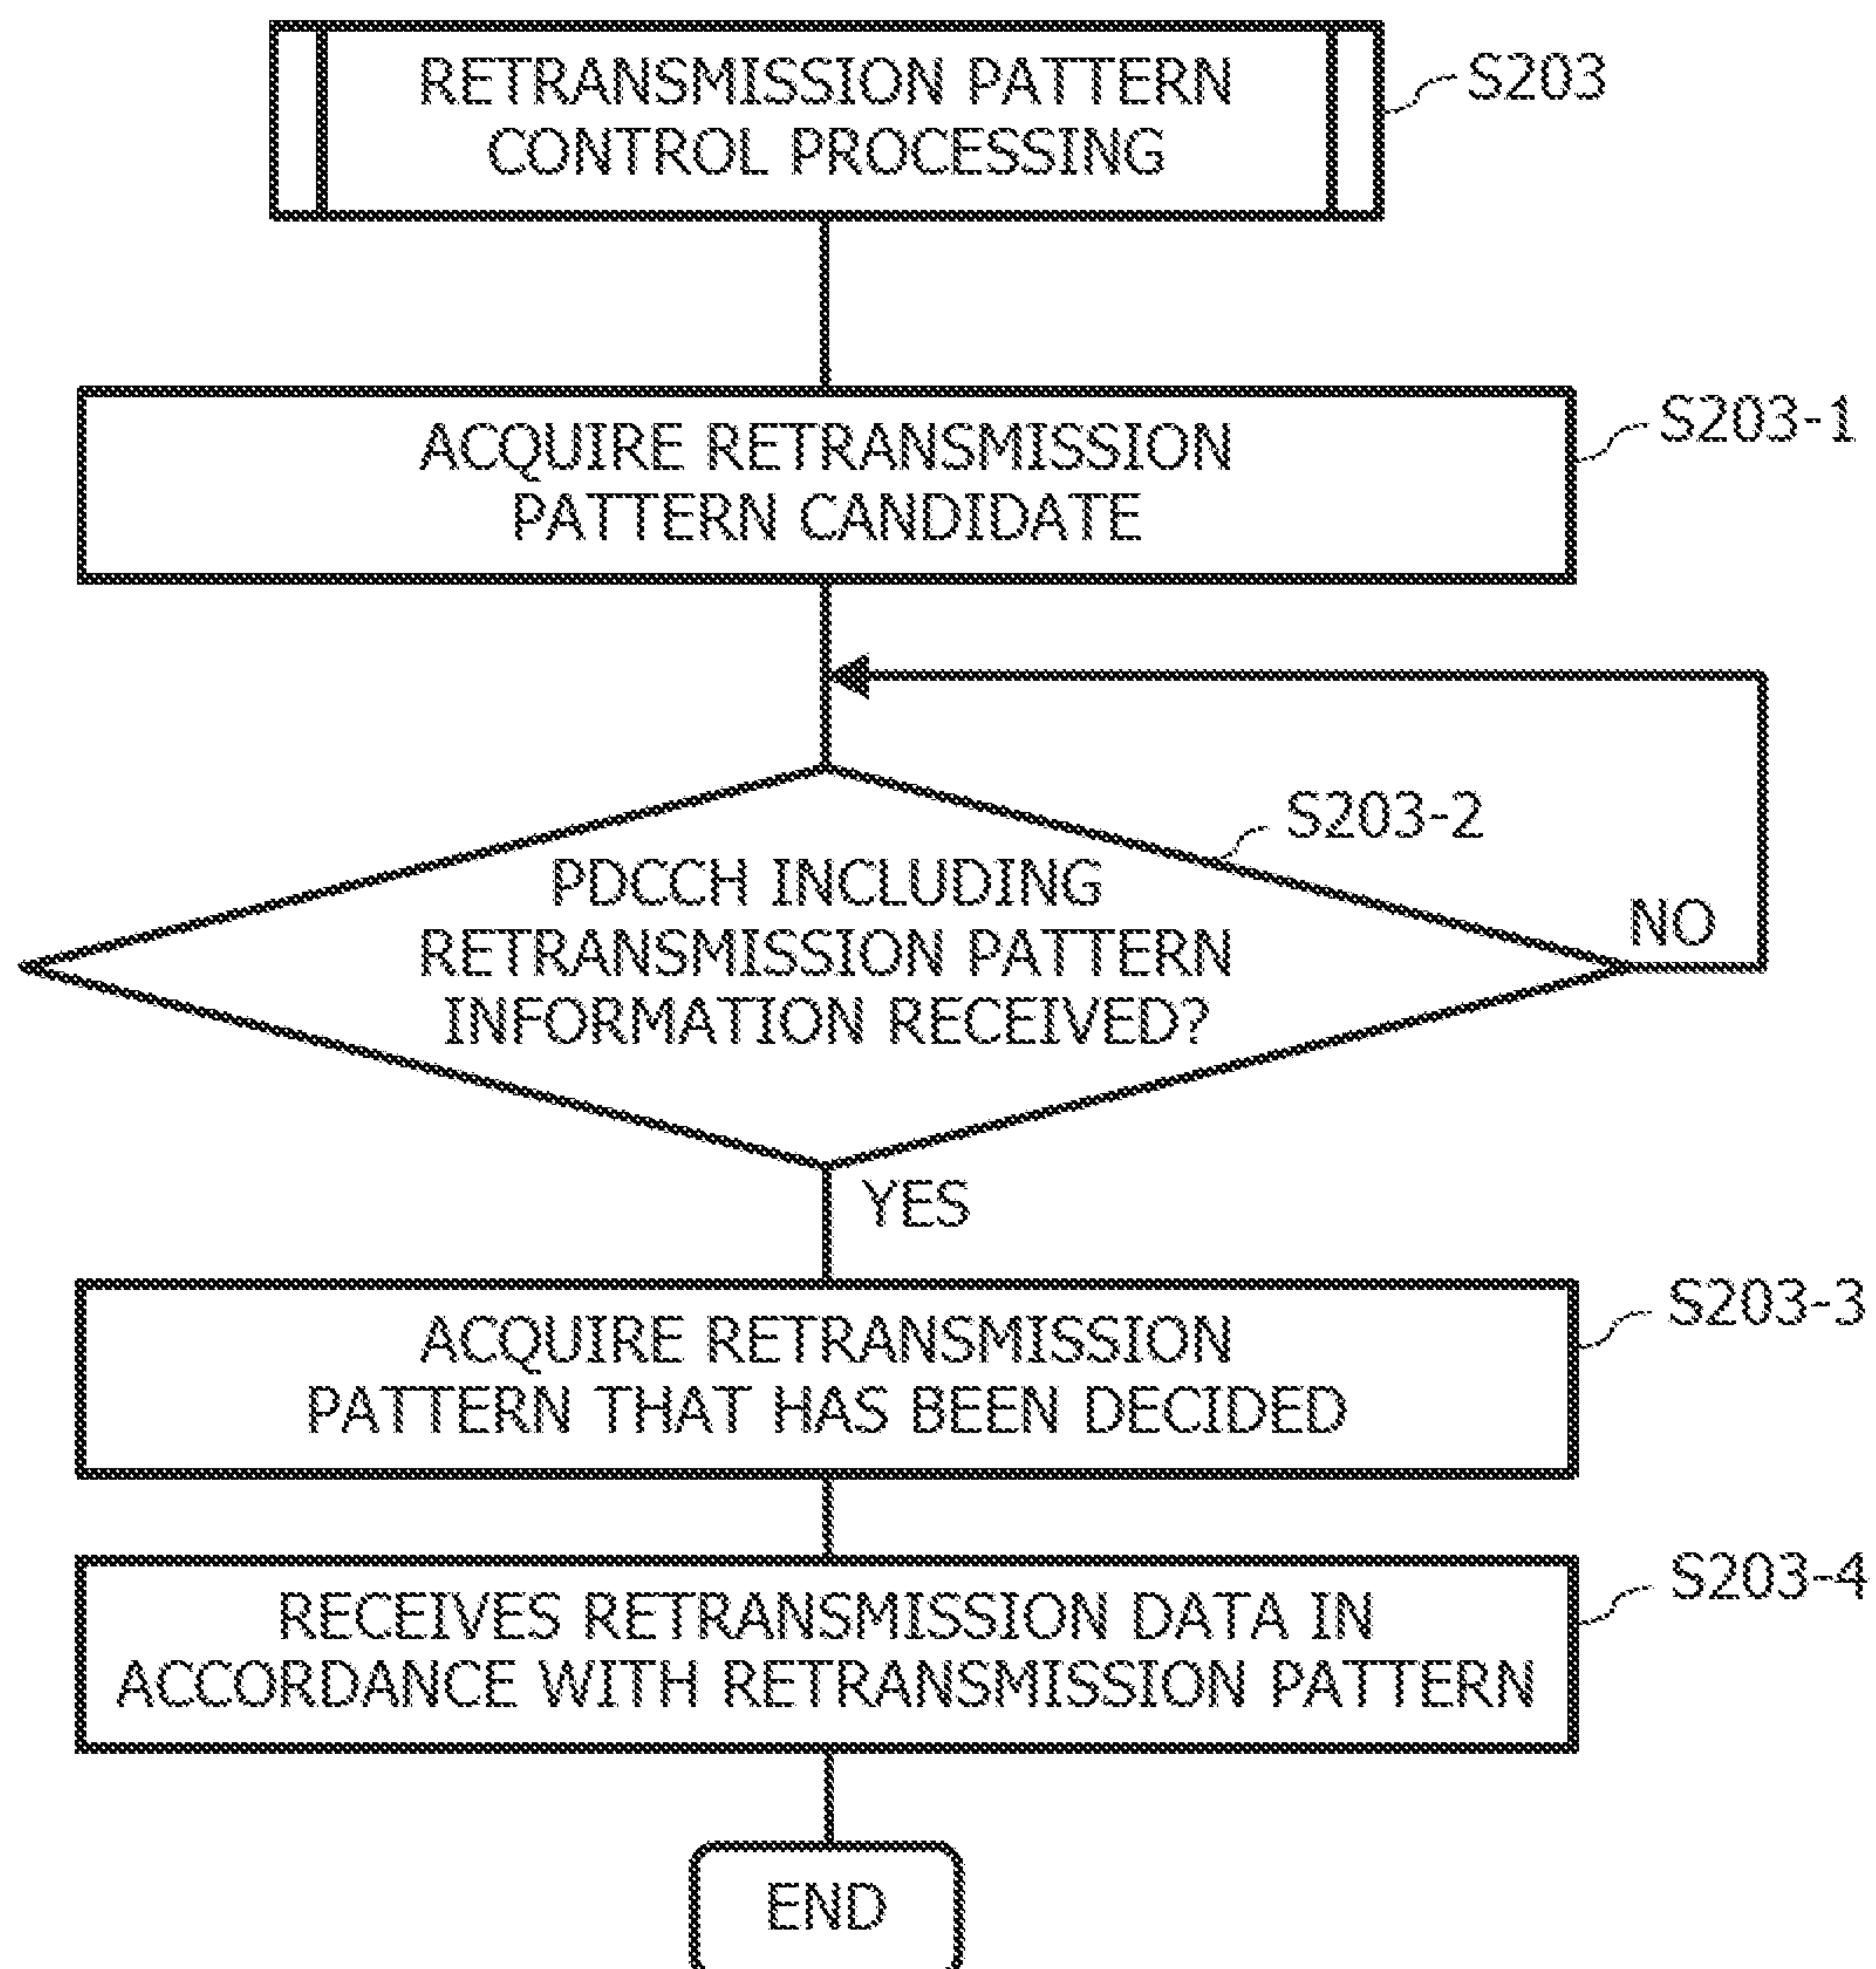 RETRANSMISSION PATTERN
CONTROL PROCESSING
S203
ACQUIRE RETRANSMISSION
PATTERN CANDIDATE
S203-1
S203-2
PDCCH INCLUDING
RETRANSMISSION PATTERN
INFORMATION RECEIVED?
NO
YES
ACQUIRE RETRANSMISSION
PATTERN THAT HAS BEEN DECIDED
S203-3
RECEIVES RETRANSMISSION DATA IN
ACCORDANCE WITH RETRANSMISSION PATTERN
S203-4
END